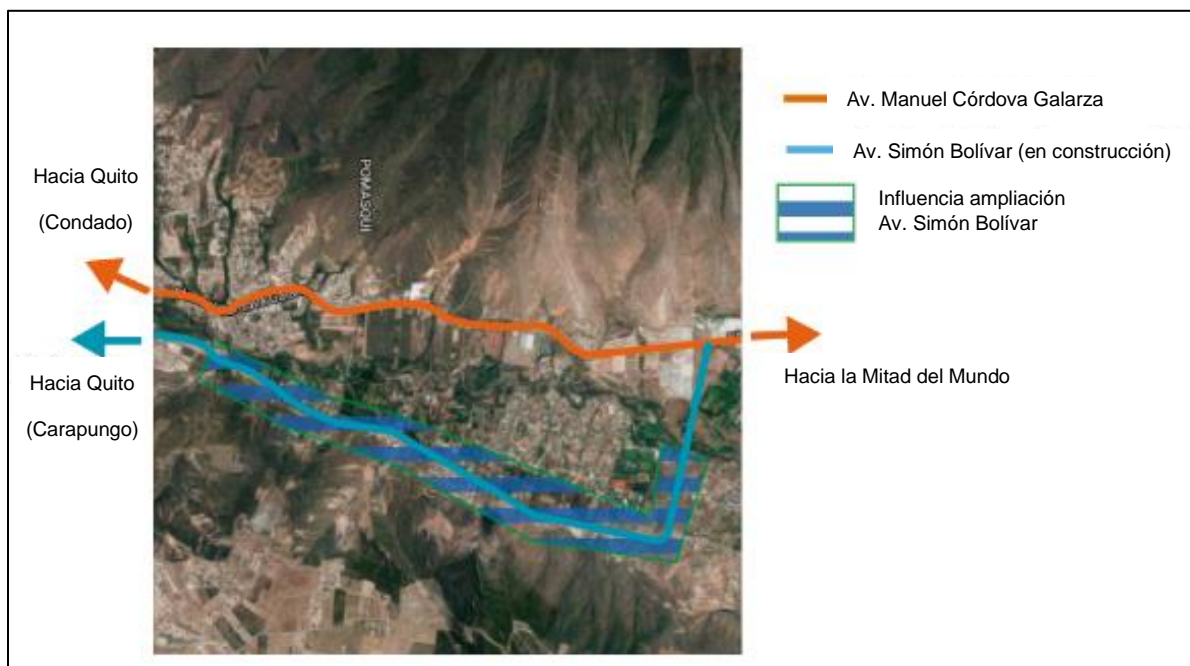 Av. Manuel Córdova Galarza
Av. Simón Bolívar (en construcción)
Influencia ampliación
Av. Simón Bolívar
Hacia Quito
(Condado)
POMASQUI
Hacia Quito
(Carapungo)
Hacia la Mitad del Mundo